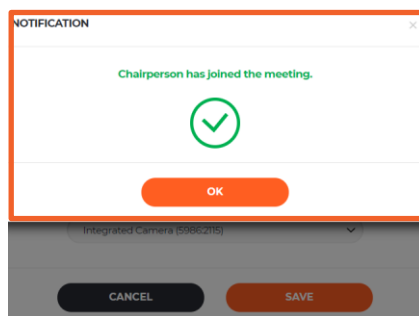 NOTIFICATION ×
Chairperson has joined the meeting.
OK
Integrated Camera (5986:2115)
CANCEL SAVE